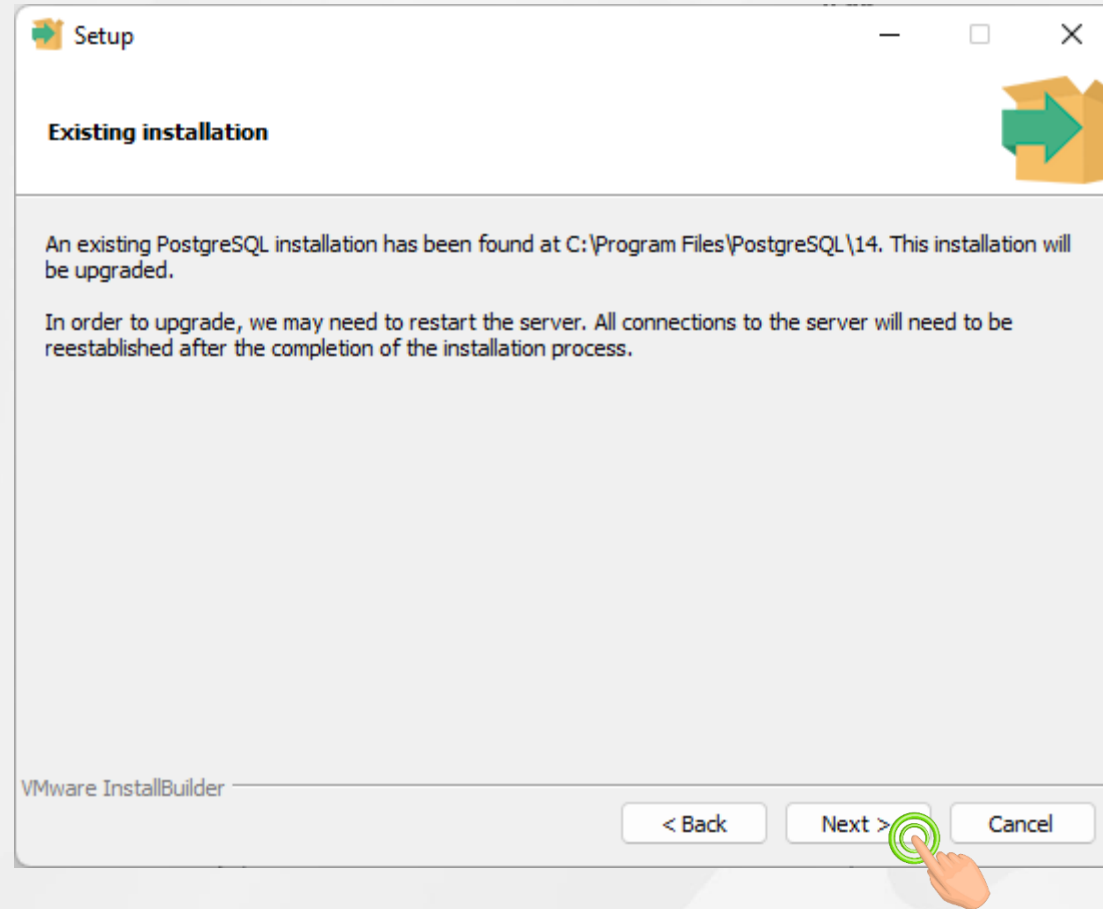 Setup
Existing installation
An existing PostgreSQL installation has been found at C:\Program Files\PostgreSQL\14. This installation will
be upgraded.
In order to upgrade, we may need to restart the server. All connections to the server will need to be
reestablished after the completion of the installation process.
VMware InstallBuilder
< Back Next > Cancel